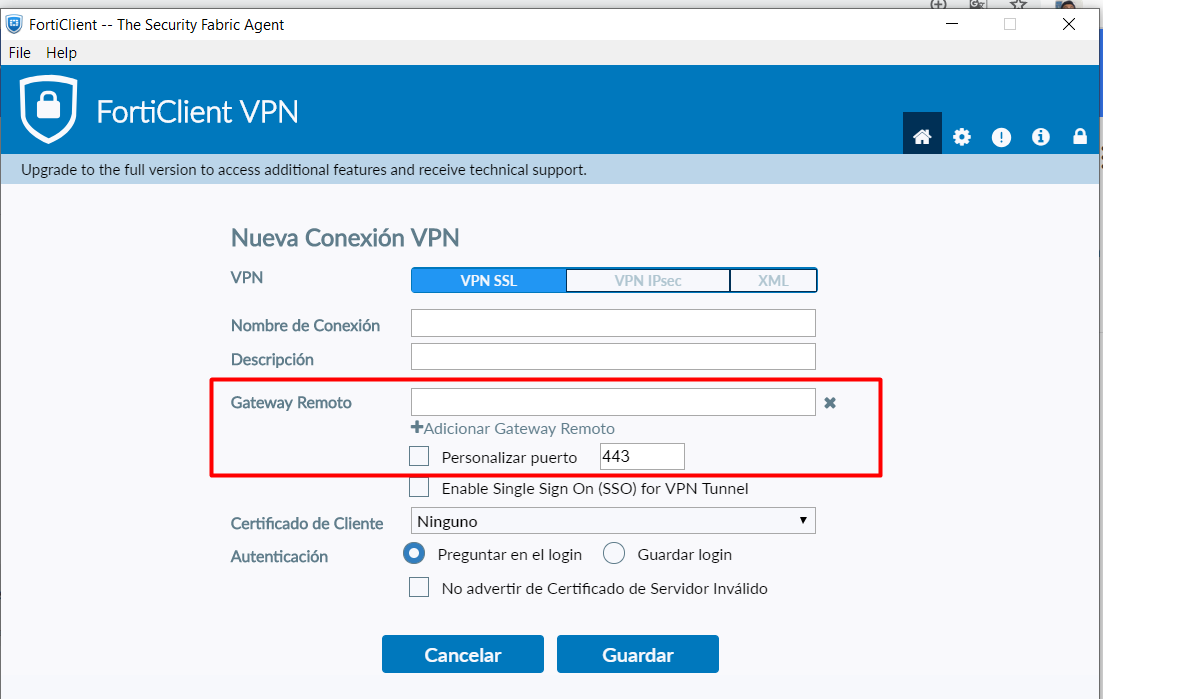 FortiClient -- The Security Fabric Agent
File Help
FortiClient VPN
Upgrade to the full version to access additional features and receive technical support.
Nueva Conexión VPN
VPN VPN SSL VPN IPsec XML
Nombre de Conexión
Descripción
Gateway Remoto
Adicionar Gateway Remoto
Personalizar puerto 443
Enable Single Sign On (SSO) for VPN Tunnel
Certificado de Cliente Ninguno
Autenticación Preguntar en el login Guardar login
No advertir de Certificado de Servidor Inválido
Cancelar Guardar